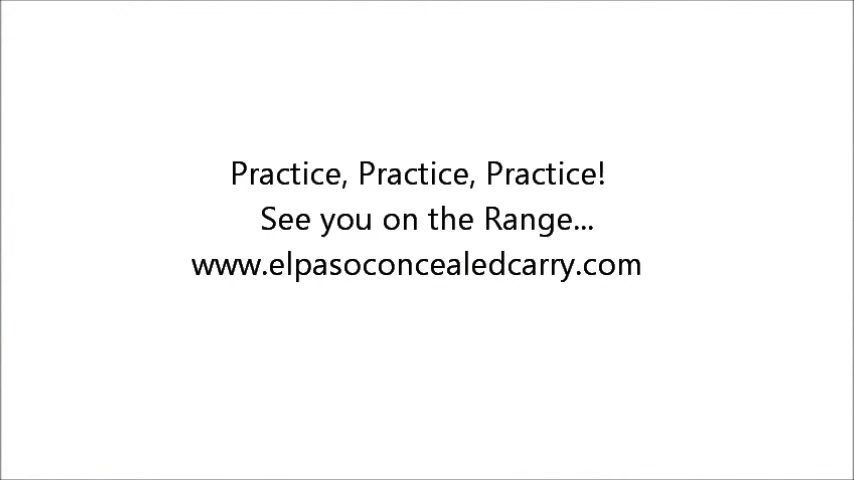 Practice, Practice, Practice!
See you on the Range...
www.elpasoconcealedcarry.com